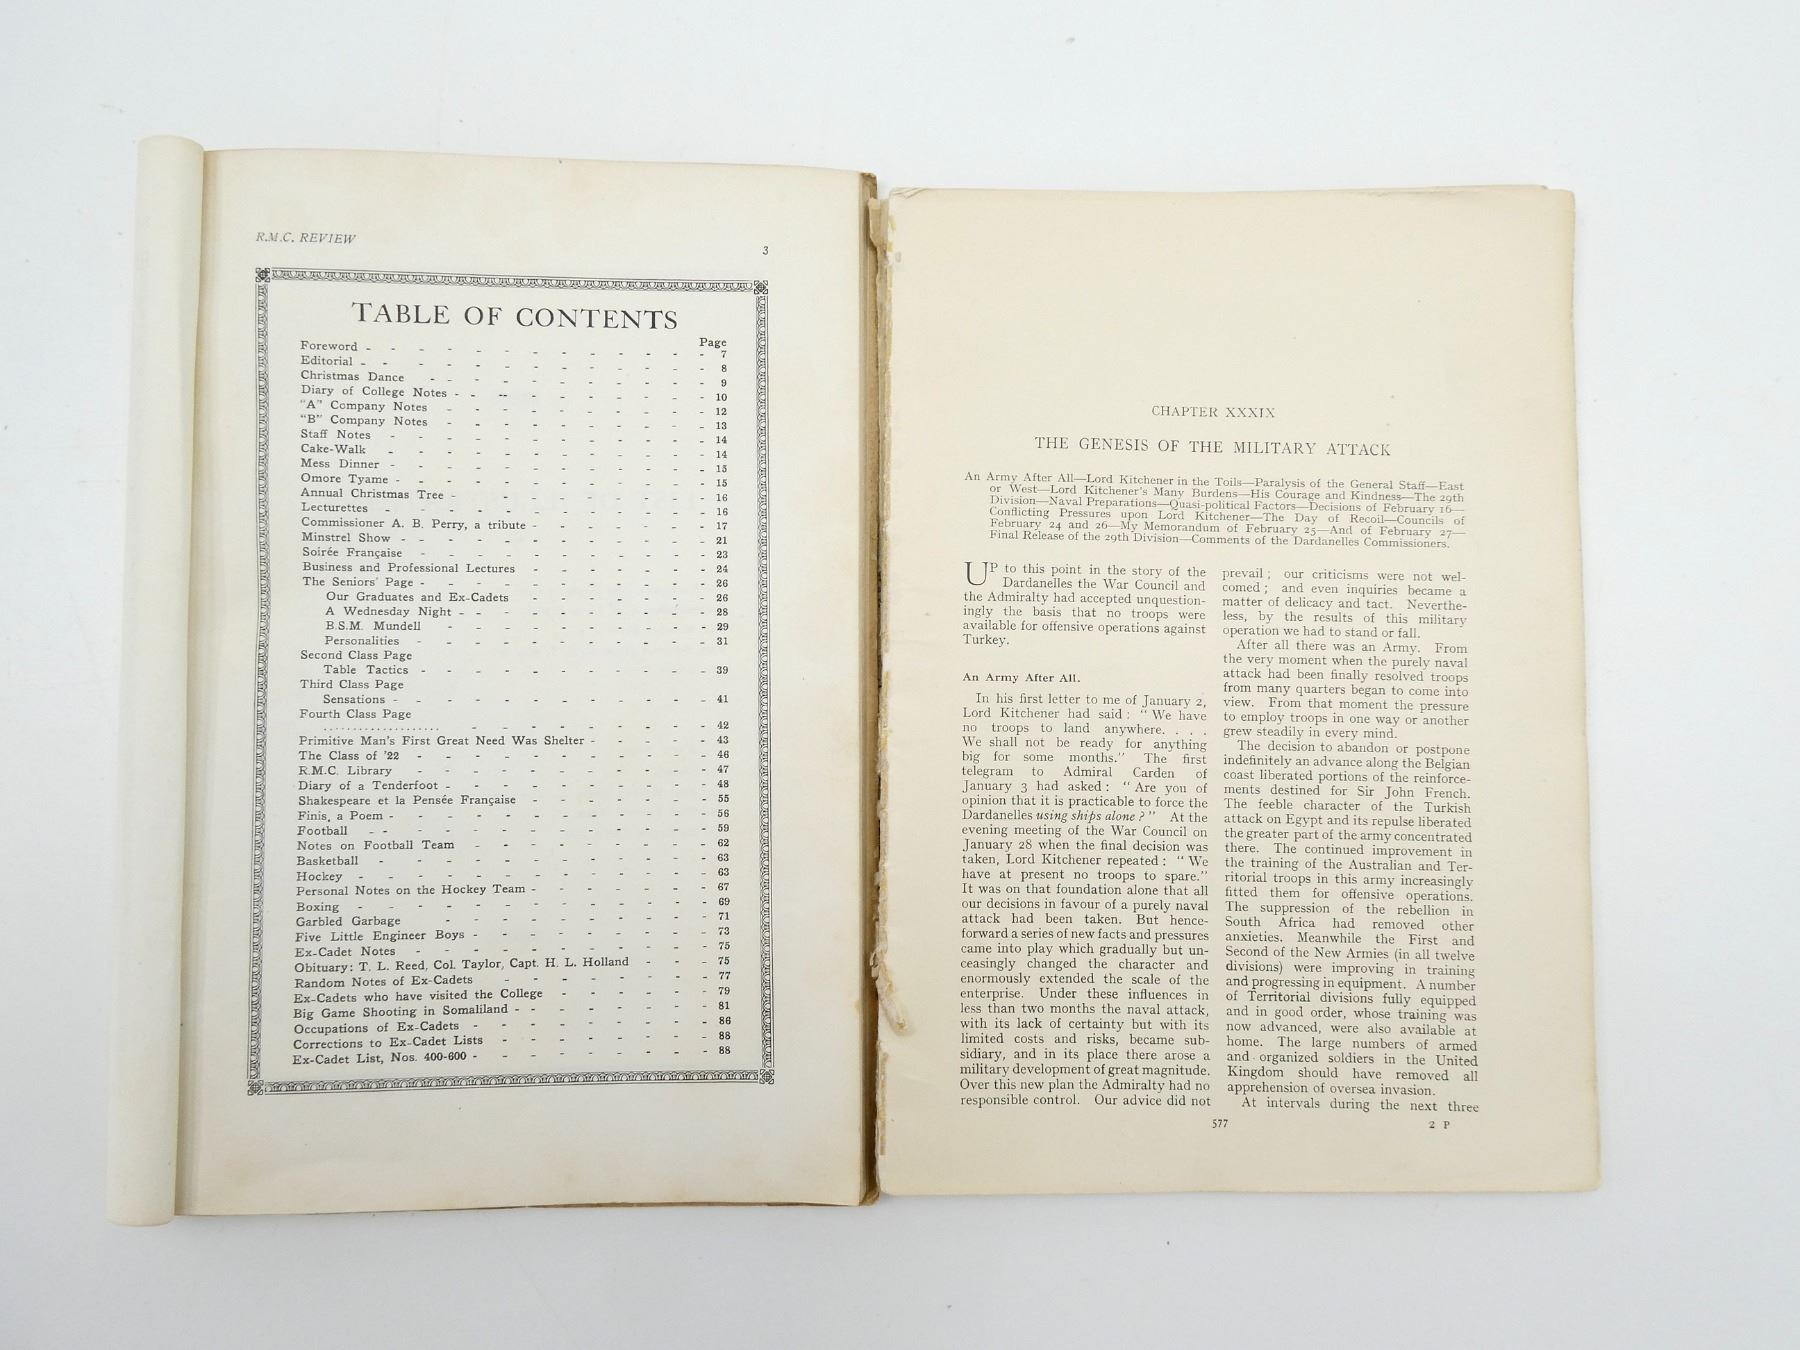 R.M.C. REVIEW
3
TABLE OF CONTENTS
Page
Foreword - - - - - - - - - - - - - 7
Editorial - - - - - - - - - - - - - 8
Christmas Dance - - - - - - - - - - - 9
Diary of College Notes - - - - - - - - - - 10
"A" Company Notes - - - - - - - - - - 12
"B" Company Notes - - - - - - - - - - 13
Staff Notes - - - - - - - - - - - - 14
Cake-Walk - - - - - - - - - - - - 14
Mess Dinner - - - - - - - - - - - - 15
Omore Tyame - - - - - - - - - - - - 15
Annual Christmas Tree - - - - - - - - - 16
Lecturettes - - - - - - - - - - - - 16
Commissioner A. B. Perry, a tribute - - - - - - - 17
Minstrel Show - - - - - - - - - - - - 21
Soirée Française - - - - - - - - - - - 23
Business and Professional Lectures - - - - - - - 24
The Seniors' Page - - - - - - - - - - - 26
Our Graduates and Ex-Cadets - - - - - - - 26
A Wednesday Night - - - - - - - - - - 28
B.S.M. Mundell - - - - - - - - - - 29
Personalities - - - - - - - - - - - 31
Second Class Page
Table Tactics - - - - - - - - - - - 39
Third Class Page
Sensations - - - - - - - - - - - - 41
Fourth Class Page
.................... - - - - - - - - 42
Primitive Man's First Great Need Was Shelter - - - - - 43
The Class of '22 - - - - - - - - - - - 46
R.M.C. Library - - - - - - - - - - - 47
Diary of a Tenderfoot - - - - - - - - - - 48
Shakespeare et la Pensée Française - - - - - - - 55
Finis, a Poem - - - - - - - - - - - - 56
Football - - - - - - - - - - - - - 59
Notes on Football Team - - - - - - - - - 62
Basketball - - - - - - - - - - - - 63
Hockey - - - - - - - - - - - - - 63
Personal Notes on the Hockey Team - - - - - - - 67
Boxing - - - - - - - - - - - - - 69
Garbled Garbage - - - - - - - - - - 71
Five Little Engineer Boys - - - - - - - - - 73
Ex-Cadet Notes - - - - - - - - - - - 75
Obituary: T. L. Reed, Col. Taylor, Capt. H. L. Holland - - - 75
Random Notes of Ex-Cadets - - - - - - - - 77
Ex-Cadets who have visited the College - - - - - - 79
Big Game Shooting in Somaliland - - - - - - - - 81
Occupations of Ex-Cadets - - - - - - - - - 86
Corrections to Ex-Cadet Lists - - - - - - - - 88
Ex-Cadet List, Nos. 400-600 - - - - - - - - - 88
CHAPTER XXXIX
THE GENESIS OF THE MILITARY ATTACK
An Army After All—Lord Kitchener in the Toils—Paralysis of the General Staff—East
or West—Lord Kitchener's Many Burdens—His Courage and Kindness—The 29th
Division—Naval Preparations—Quasi-political Factors—Decisions of February 16—
Conflicting Pressures upon Lord Kitchener—The Day of Recoil—Councils of
February 24 and 26—My Memorandum of February 25—And of February 27—
Final Release of the 29th Division—Comments of the Dardanelles Commissioners.
UP to this point in the story of the
Dardanelles the War Council and
the Admiralty had accepted unquestion-
ingly the basis that no troops were
available for offensive operations against
Turkey.
An Army After All.
In his first letter to me of January 2,
Lord Kitchener had said: "We have
no troops to land anywhere. . . .
We shall not be ready for anything
big for some months." The first
telegram to Admiral Carden of
January 3 had asked: "Are you of
opinion that it is practicable to force the
Dardanelles using ships alone?" At the
evening meeting of the War Council on
January 28 when the final decision was
taken, Lord Kitchener repeated: "We
have at present no troops to spare."
It was on that foundation alone that all
our decisions in favour of a purely naval
attack had been taken. But hence-
forward a series of new facts and pressures
came into play which gradually but un-
ceasingly changed the character and
enormously extended the scale of the
enterprise. Under these influences in
less than two months the naval attack,
with its lack of certainty but with its
limited costs and risks, became sub-
sidiary, and in its place there arose a
military development of great magnitude.
Over this new plan the Admiralty had no
responsible control. Our advice did not
prevail; our criticisms were not wel-
comed; and even inquiries became a
matter of delicacy and tact. Neverthe-
less, by the results of this military
operation we had to stand or fall.
After all there was an Army. From
the very moment when the purely naval
attack had been finally resolved troops
from many quarters began to come into
view. From that moment the pressure
to employ troops in one way or another
grew steadily in every mind.
The decision to abandon or postpone
indefinitely an advance along the Belgian
coast liberated portions of the reinforce-
ments destined for Sir John French.
The feeble character of the Turkish
attack on Egypt and its repulse liberated
the greater part of the army concentrated
there. The continued improvement in
the training of the Australian and Ter-
ritorial troops in this army increasingly
fitted them for offensive operations.
The suppression of the rebellion in
South Africa had removed other
anxieties. Meanwhile the First and
Second of the New Armies (in all twelve
divisions) were improving in training
and progressing in equipment. A number
of Territorial divisions fully equipped
and in good order, whose training was
now advanced, were also available at
home. The large numbers of armed
and organized soldiers in the United
Kingdom should have removed all
apprehension of oversea invasion.
At intervals during the next three
577
2 P